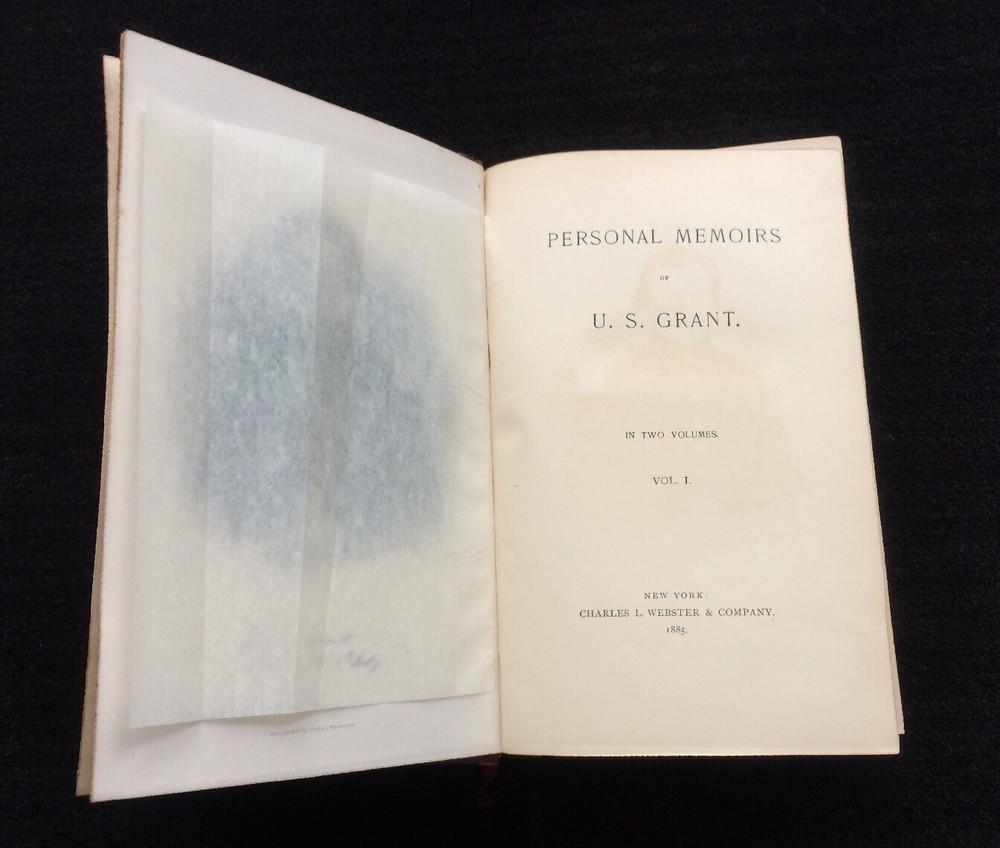 PERSONAL MEMOIRS
OF
U. S. GRANT.
IN TWO VOLUMES.
VOL. I.
NEW YORK.
CHARLES L. WEBSTER & COMPANY.
1885.